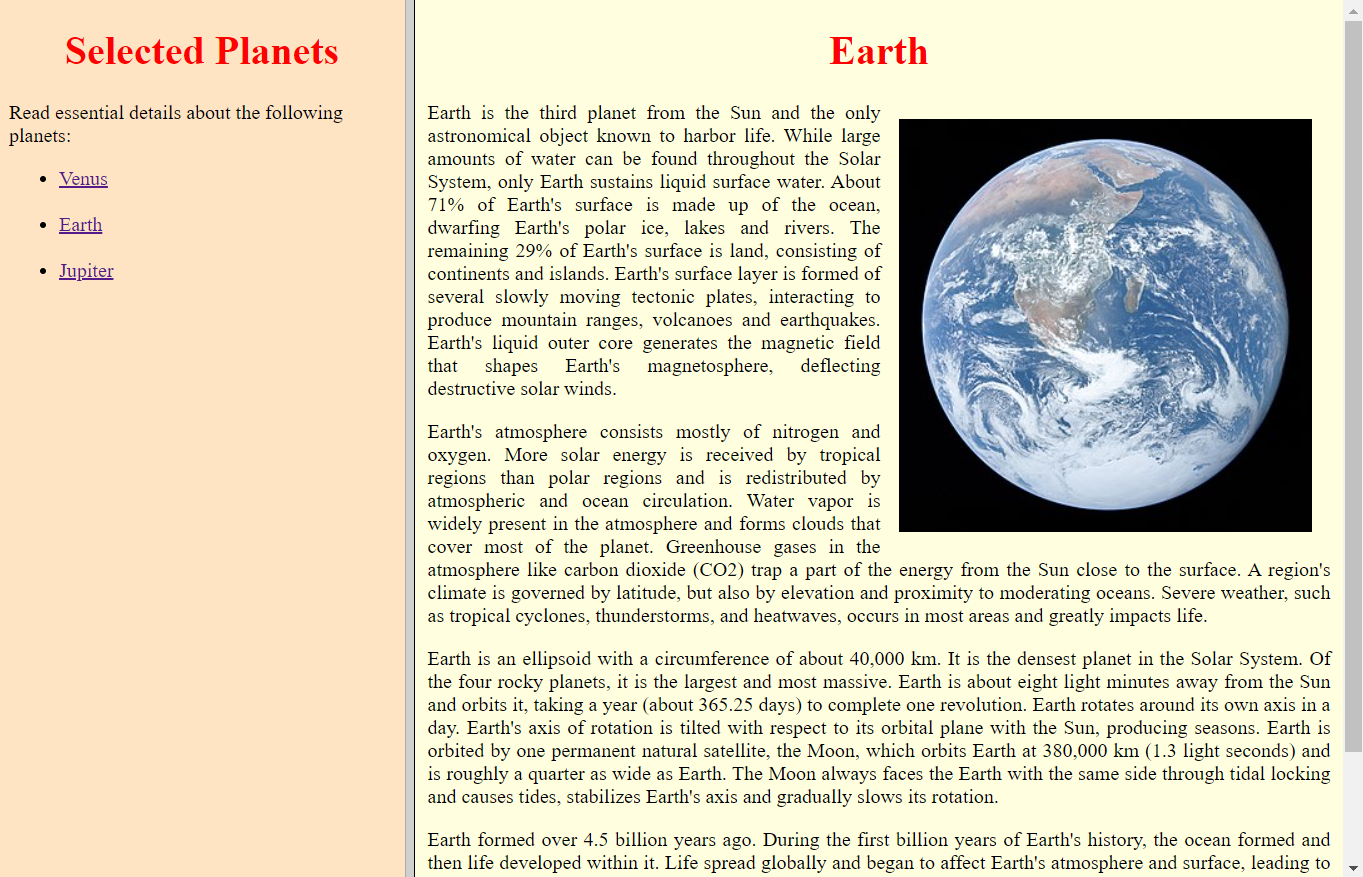 Selected Planets
Read essential details about the following
planets:
Venus
Earth
Jupiter
Earth
Earth is the third planet from the Sun and the only
astronomical object known to harbor life. While large
amounts of water can be found throughout the Solar
System, only Earth sustains liquid surface water. About
71% of Earth's surface is made up of the ocean,
dwarfing Earth's polar ice, lakes and rivers. The
remaining 29% of Earth's surface is land, consisting of
continents and islands. Earth's surface layer is formed of
several slowly moving tectonic plates, interacting to
produce mountain ranges, volcanoes and earthquakes.
Earth's liquid outer core generates the magnetic field
that shapes Earth's magnetosphere, deflecting
destructive solar winds.
Earth's atmosphere consists mostly of nitrogen and
oxygen. More solar energy is received by tropical
regions than polar regions and is redistributed by
atmospheric and ocean circulation. Water vapor is
widely present in the atmosphere and forms clouds that
cover most of the planet. Greenhouse gases in the
atmosphere like carbon dioxide (CO2) trap a part of the energy from the Sun close to the surface. A region's
climate is governed by latitude, but also by elevation and proximity to moderating oceans. Severe weather, such
as tropical cyclones, thunderstorms, and heatwaves, occurs in most areas and greatly impacts life.
Earth is an ellipsoid with a circumference of about 40,000 km. It is the densest planet in the Solar System. Of
the four rocky planets, it is the largest and most massive. Earth is about eight light minutes away from the Sun
and orbits it, taking a year (about 365.25 days) to complete one revolution. Earth rotates around its own axis in a
day. Earth's axis of rotation is tilted with respect to its orbital plane with the Sun, producing seasons. Earth is
orbited by one permanent natural satellite, the Moon, which orbits Earth at 380,000 km (1.3 light seconds) and
is roughly a quarter as wide as Earth. The Moon always faces the Earth with the same side through tidal locking
and causes tides, stabilizes Earth's axis and gradually slows its rotation.
Earth formed over 4.5 billion years ago. During the first billion years of Earth's history, the ocean formed and
then life developed within it. Life spread globally and began to affect Earth's atmosphere and surface, leading to